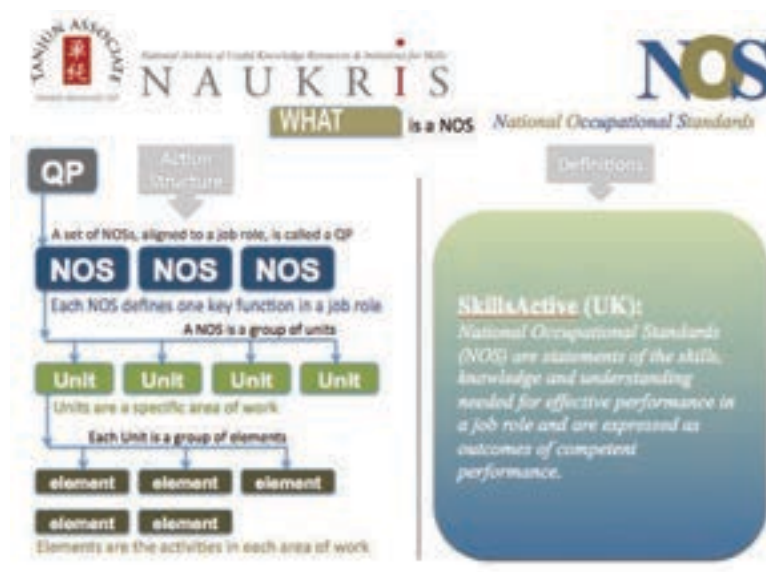 TANJUN ASSOCIATE
単純
National Archive of Useful Knowledge Resources & Initiatives for Skills
NAUKRIS
NOS
WHAT is a NOS
National Occupational Standards
QP
Action
Structure
Definitions
A set of NOSs, aligned to a job role, is called a QP
NOS NOS NOS
Each NOS defines one key function in a job role
A NOS is a group of units
Unit Unit Unit Unit
Units are a specific area of work
Each Unit is a group of elements
element element element
element element
Elements are the activities in each area of work
SkillsActive (UK):
National Occupational Standards
(NOS) are statements of the skills,
knowledge and understanding
needed for effective performance in
a job role and are expressed as
outcomes of competent
performance.